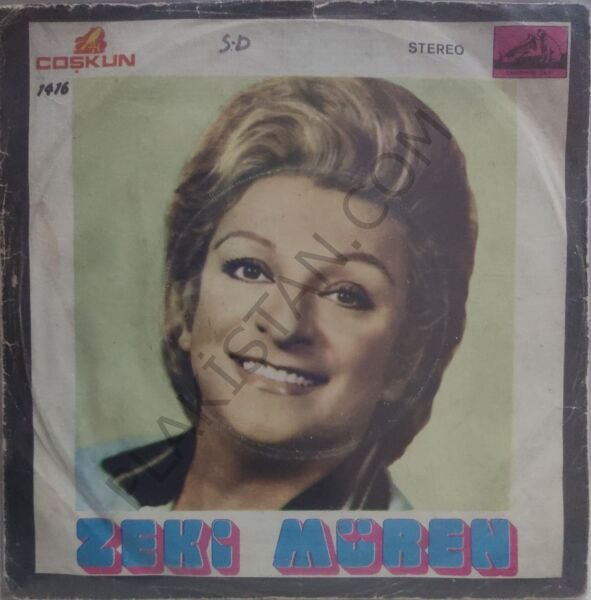 COŞKUN
S.D
STEREO
1416
PLAKİSTAN.COM
ZEKİ MÜREN